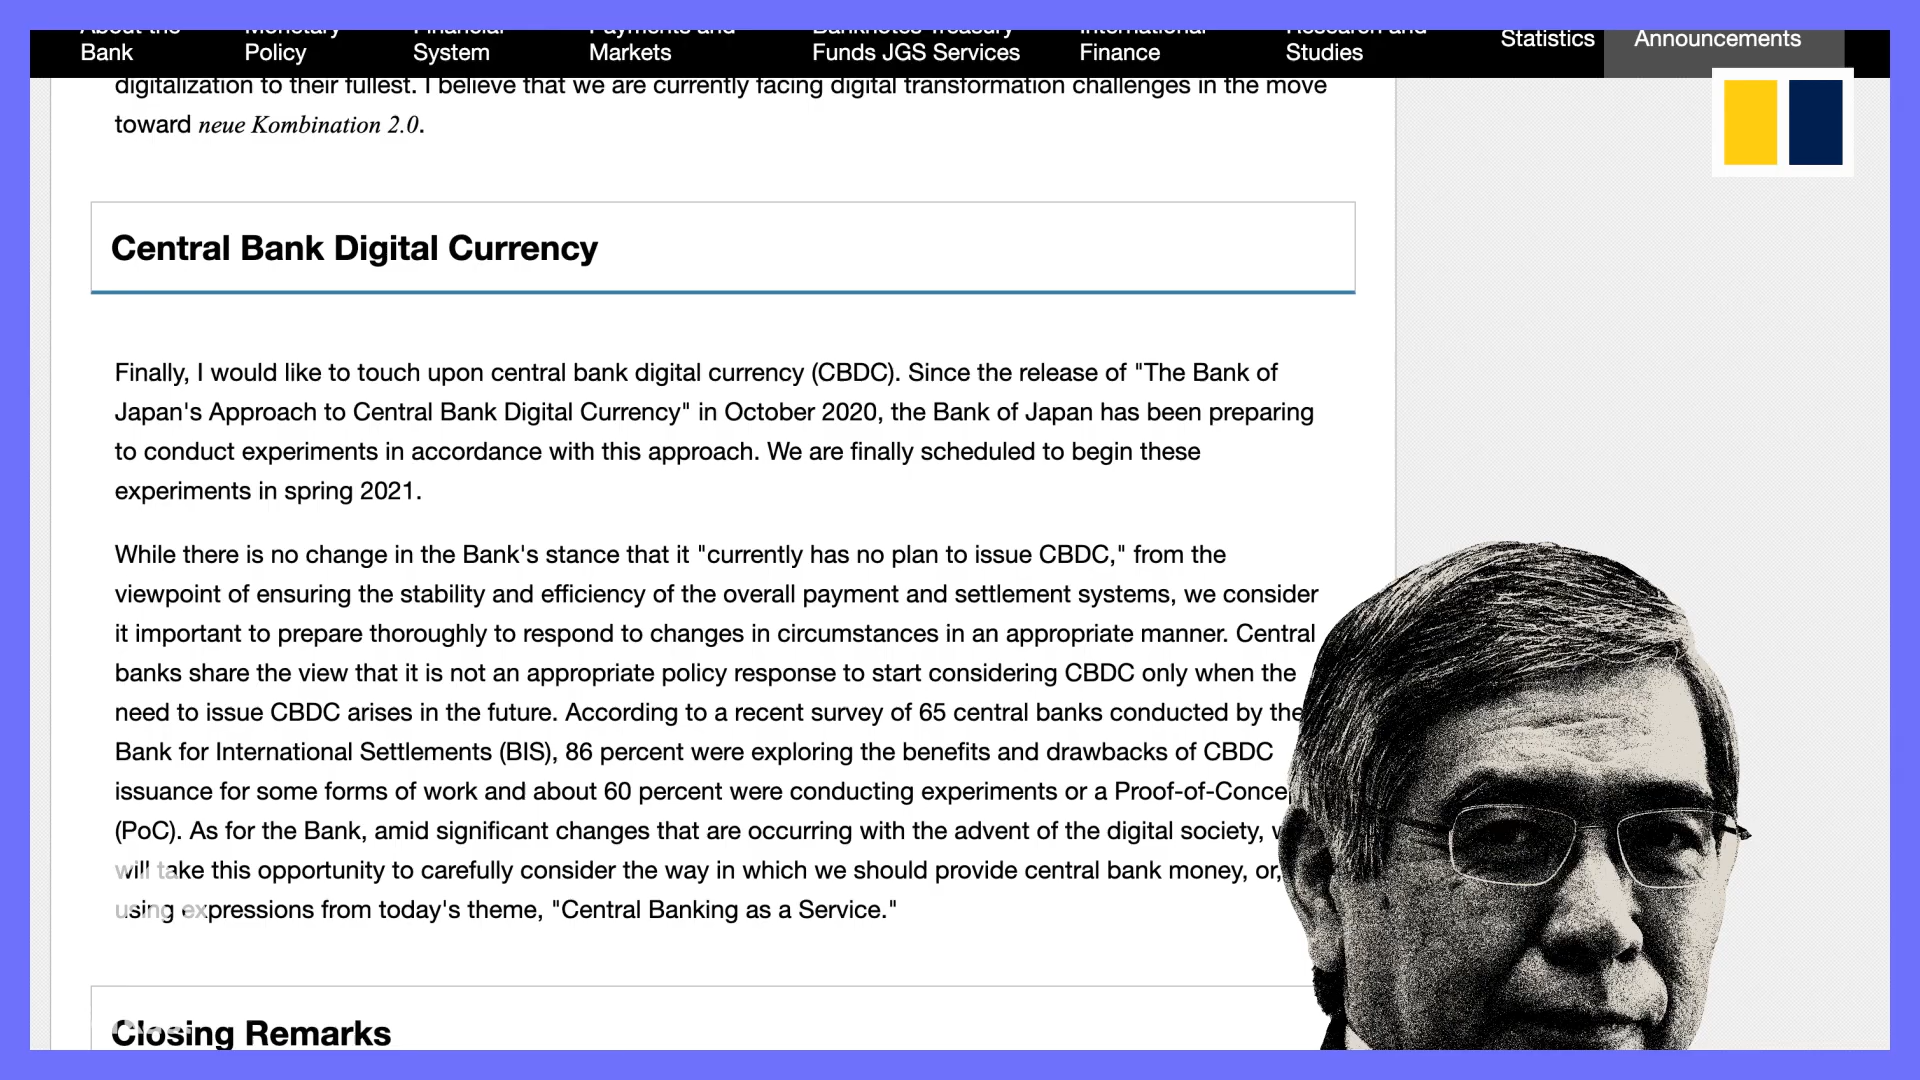 About the Monetary Financial Payments and Banknotes Treasury International Research and
Bank Policy System Markets Funds JGS Services Finance Studies Statistics Announcements
digitalization to their fullest. I believe that we are currently facing digital transformation challenges in the move
toward neue Kombination 2.0.
Central Bank Digital Currency
Finally, I would like to touch upon central bank digital currency (CBDC). Since the release of "The Bank of
Japan's Approach to Central Bank Digital Currency" in October 2020, the Bank of Japan has been preparing
to conduct experiments in accordance with this approach. We are finally scheduled to begin these
experiments in spring 2021.
While there is no change in the Bank's stance that it "currently has no plan to issue CBDC," from the
viewpoint of ensuring the stability and efficiency of the overall payment and settlement systems, we consider
it important to prepare thoroughly to respond to changes in circumstances in an appropriate manner. Central
banks share the view that it is not an appropriate policy response to start considering CBDC only when the
need to issue CBDC arises in the future. According to a recent survey of 65 central banks conducted by the
Bank for International Settlements (BIS), 86 percent were exploring the benefits and drawbacks of CBDC
issuance for some forms of work and about 60 percent were conducting experiments or a Proof-of-Conce
(PoC). As for the Bank, amid significant changes that are occurring with the advent of the digital society,
will take this opportunity to carefully consider the way in which we should provide central bank money, or,
using expressions from today's theme, "Central Banking as a Service."
Closing Remarks